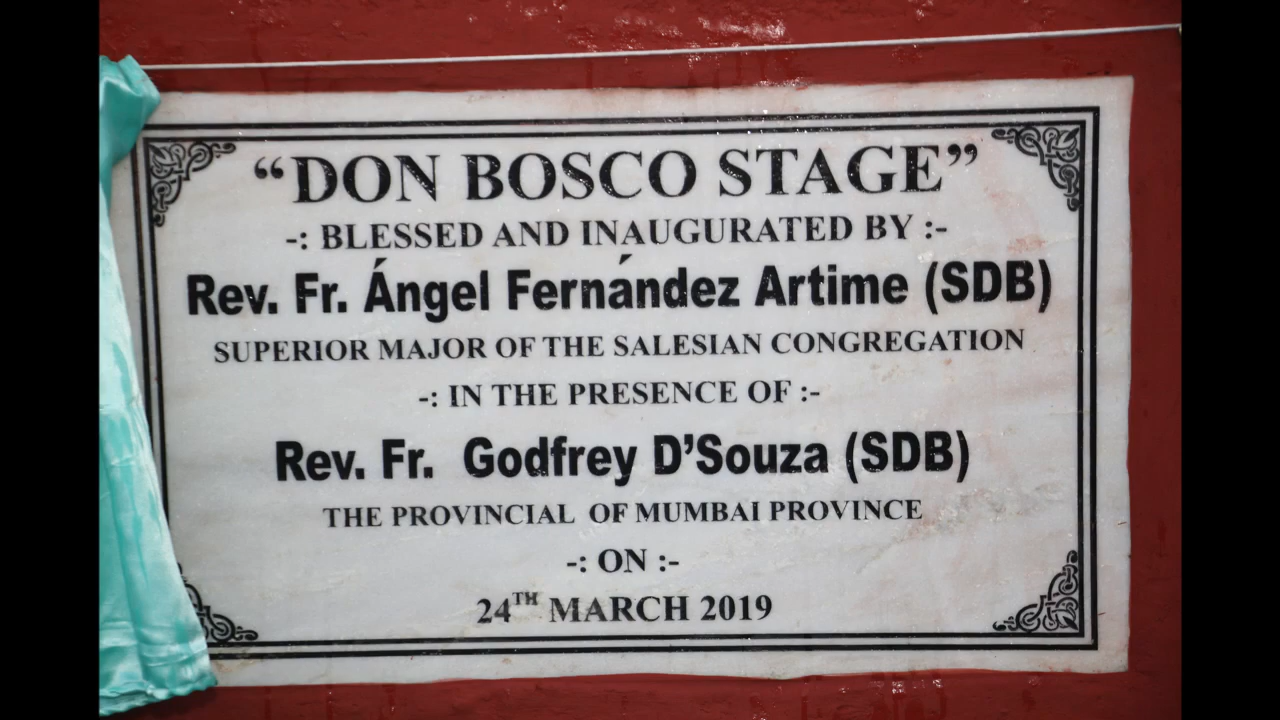 “DON BOSCO STAGE”
-: BLESSED AND INAUGURATED BY :-
Rev. Fr. Ángel Fernández Artime (SDB)
SUPERIOR MAJOR OF THE SALESIAN CONGREGATION
-: IN THE PRESENCE OF :-
Rev. Fr. Godfrey D’Souza (SDB)
THE PROVINCIAL OF MUMBAI PROVINCE
-: ON :-
24TH MARCH 2019